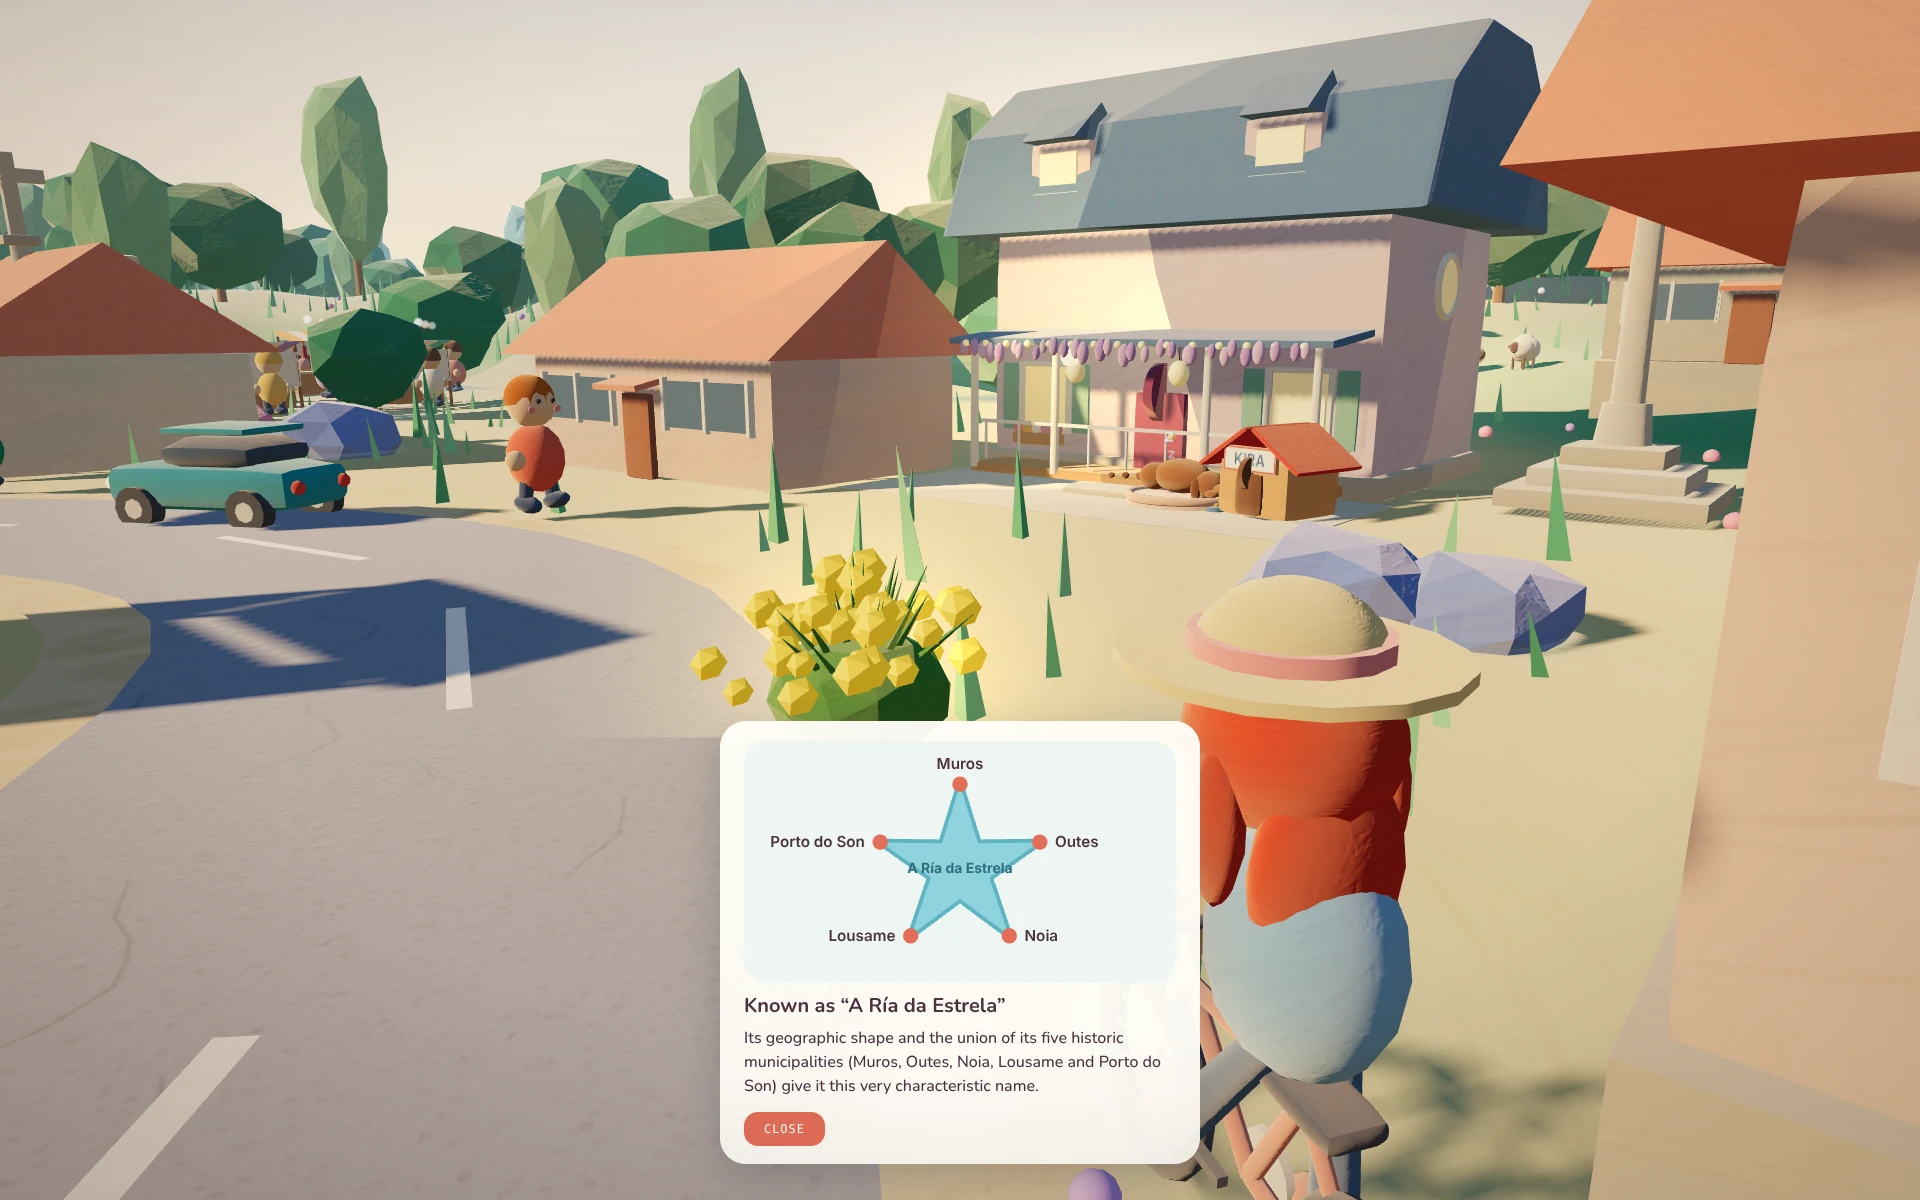 KIRA
Muros
Porto do Son
Outes
A Ría da Estrela
Lousame
Noia
Known as “A Ría da Estrela”
Its geographic shape and the union of its five historic
municipalities (Muros, Outes, Noia, Lousame and Porto do
Son) give it this very characteristic name.
CLOSE